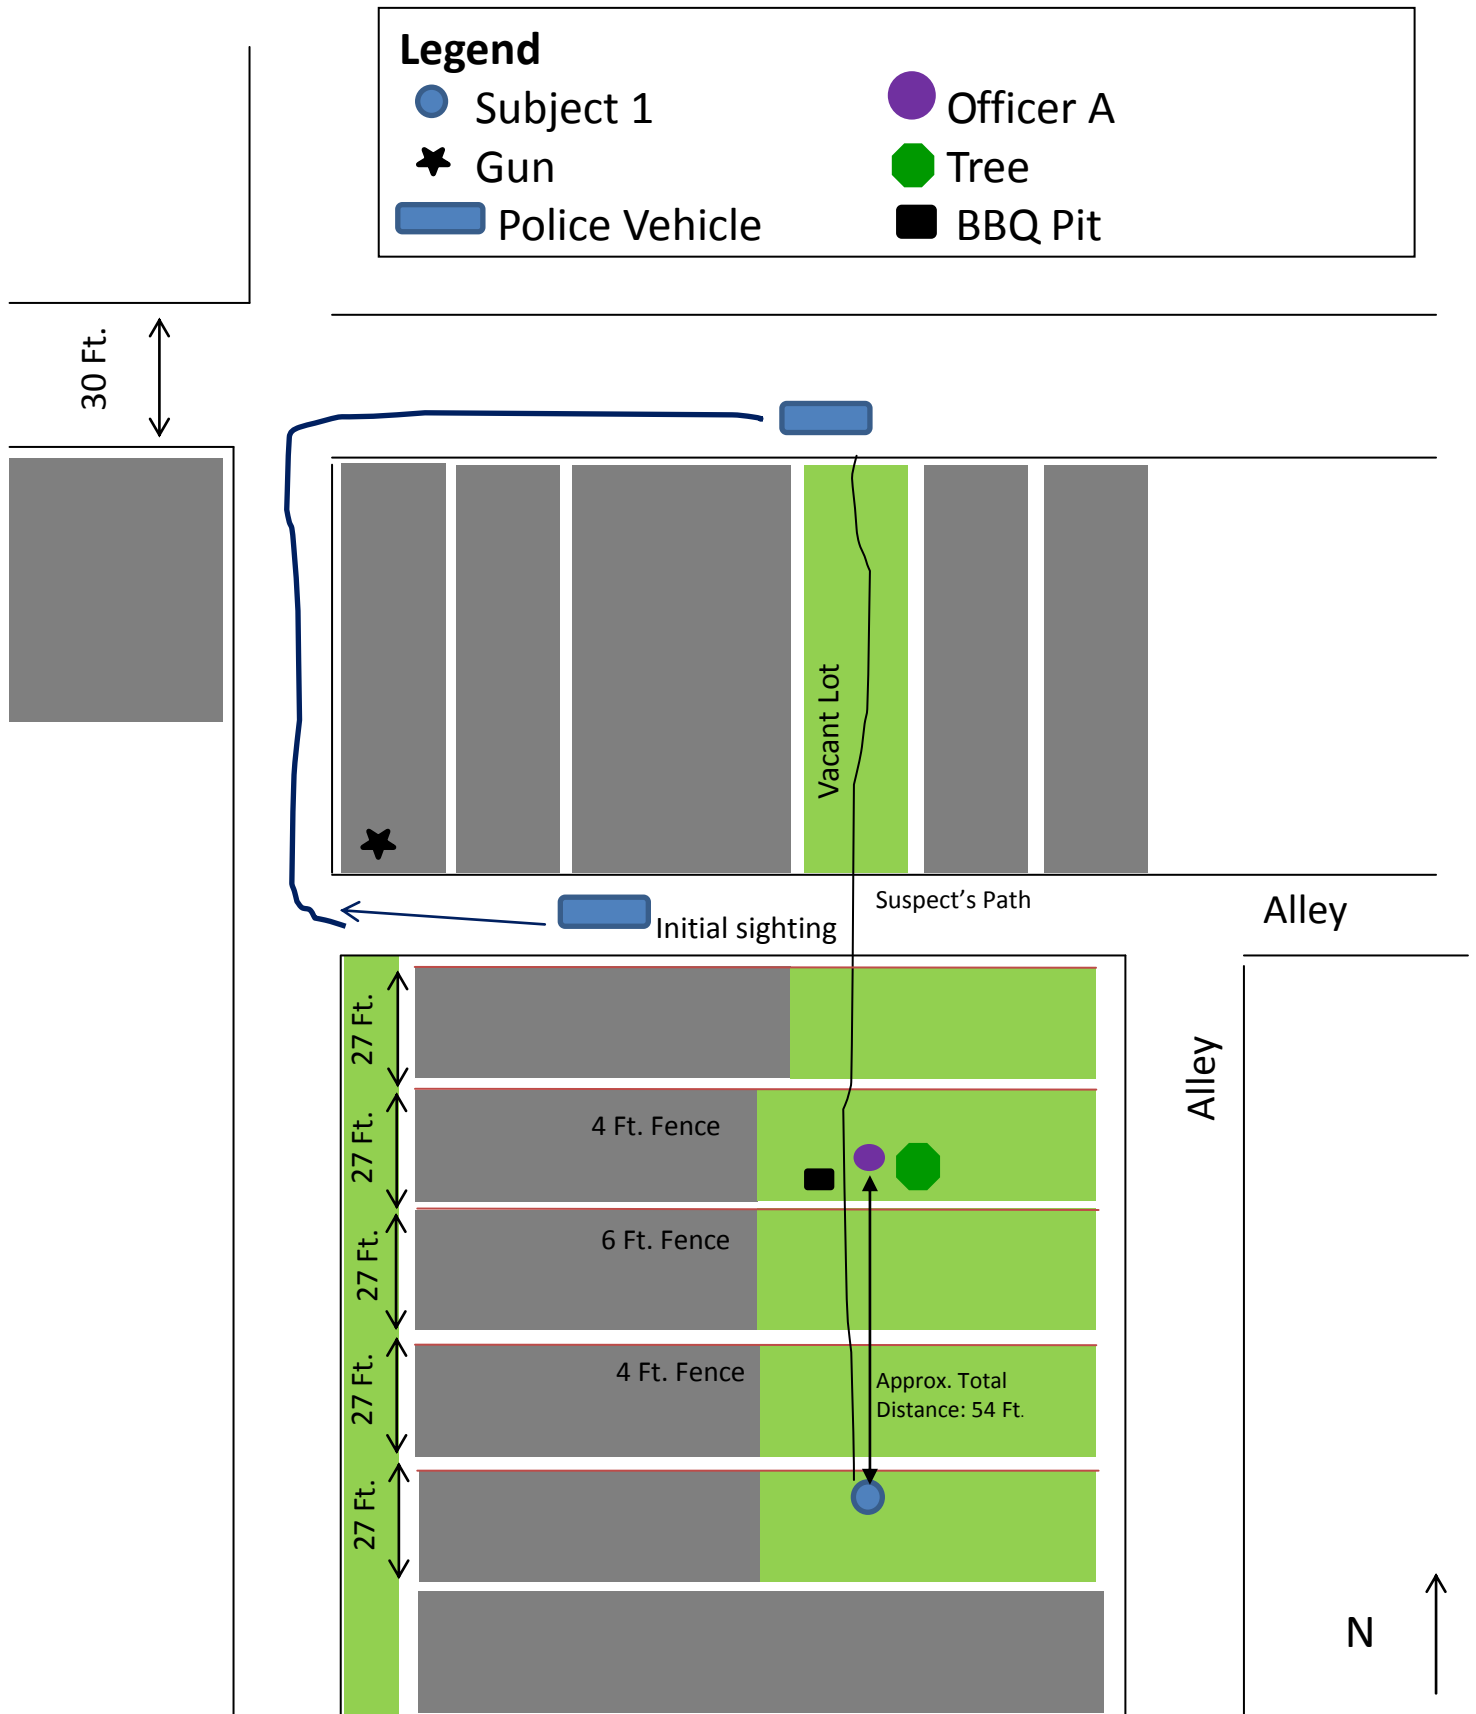 Legend
Subject 1
Officer A
Gun
Tree
Police Vehicle
BBQ Pit
30 Ft.
Vacant Lot
Suspect's Path
Alley
Initial sighting
27 Ft.
Alley
4 Ft. Fence
27 Ft.
6 Ft. Fence
27 Ft.
4 Ft. Fence
27 Ft.
Approx. Total
Distance: 54 Ft.
27 Ft.
N